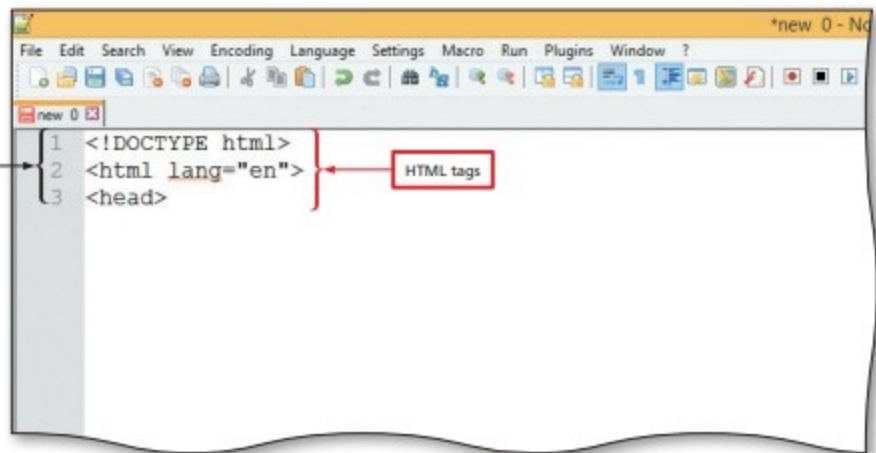 *new 0 - No
File Edit Search View Encoding Language Settings Macro Run Plugins Window ?
new 0
1 <!DOCTYPE html>
2 <html lang="en">
3 <head>
HTML tags